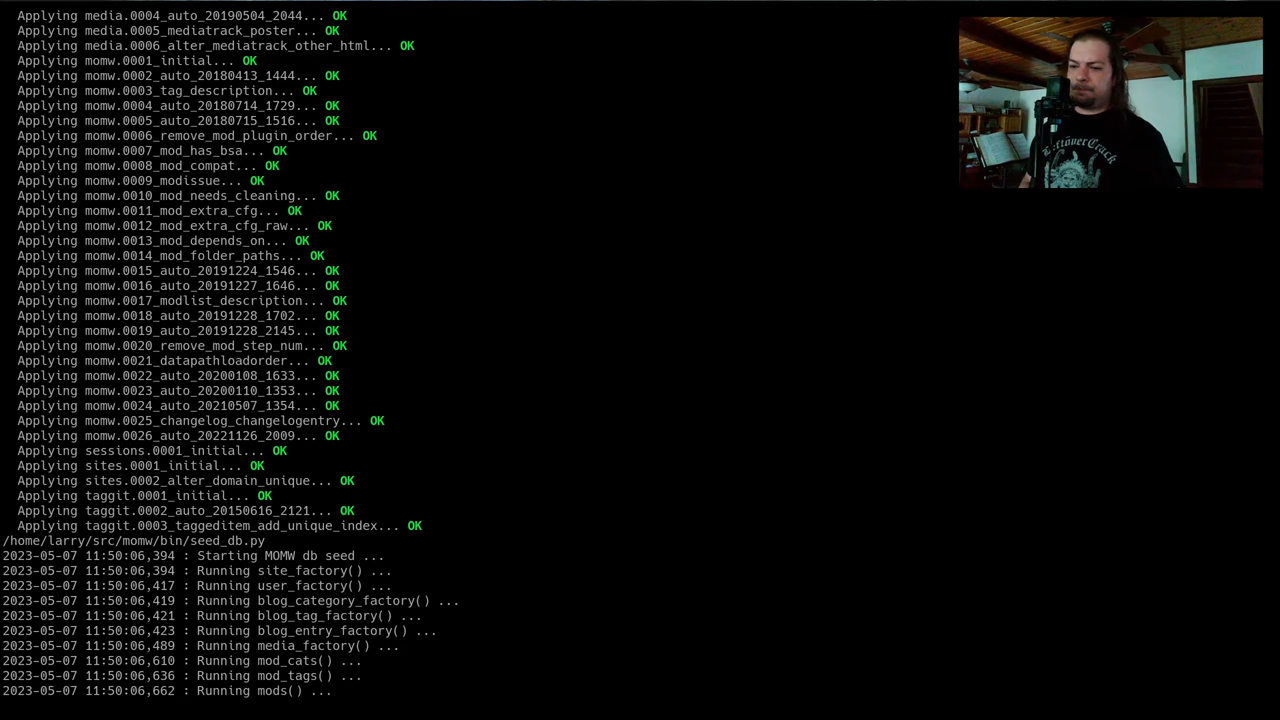 Applying media.0004_auto_20190504_2044... OK
Applying media.0005_mediatrack_poster... OK
Applying media.0006_alter_mediatrack_other_html... OK
Applying momw.0001_initial... OK
Applying momw.0002_auto_20180413_1444... OK
Applying momw.0003_tag_description... OK
Applying momw.0004_auto_20180714_1729... OK
Applying momw.0005_auto_20180715_1516... OK
Applying momw.0006_remove_mod_plugin_order... OK
Applying momw.0007_mod_has_bsa... OK
Applying momw.0008_mod_compat... OK
Applying momw.0009_modissue... OK
Applying momw.0010_mod_needs_cleaning... OK
Applying momw.0011_mod_extra_cfg... OK
Applying momw.0012_mod_extra_cfg_raw... OK
Applying momw.0013_mod_depends_on... OK
Applying momw.0014_mod_folder_paths... OK
Applying momw.0015_auto_20191224_1546... OK
Applying momw.0016_auto_20191227_1646... OK
Applying momw.0017_modlist_description... OK
Applying momw.0018_auto_20191228_1702... OK
Applying momw.0019_auto_20191228_2145... OK
Applying momw.0020_remove_mod_step_num... OK
Applying momw.0021_datapathloadorder... OK
Applying momw.0022_auto_20200108_1633... OK
Applying momw.0023_auto_20200110_1353... OK
Applying momw.0024_auto_20210507_1354... OK
Applying momw.0025_changelog_changelogentry... OK
Applying momw.0026_auto_20221126_2009... OK
Applying sessions.0001_initial... OK
Applying sites.0001_initial... OK
Applying sites.0002_alter_domain_unique... OK
Applying taggit.0001_initial... OK
Applying taggit.0002_auto_20150616_2121... OK
Applying taggit.0003_taggeditem_add_unique_index... OK
/home/larry/src/momw/bin/seed_db.py
2023-05-07 11:50:06,394 : Starting MOMW db seed ...
2023-05-07 11:50:06,394 : Running site_factory() ...
2023-05-07 11:50:06,417 : Running user_factory() ...
2023-05-07 11:50:06,419 : Running blog_category_factory() ...
2023-05-07 11:50:06,421 : Running blog_tag_factory() ...
2023-05-07 11:50:06,423 : Running blog_entry_factory() ...
2023-05-07 11:50:06,489 : Running media_factory() ...
2023-05-07 11:50:06,610 : Running mod_cats() ...
2023-05-07 11:50:06,636 : Running mod_tags() ...
2023-05-07 11:50:06,662 : Running mods() ...
LeftöverCrack